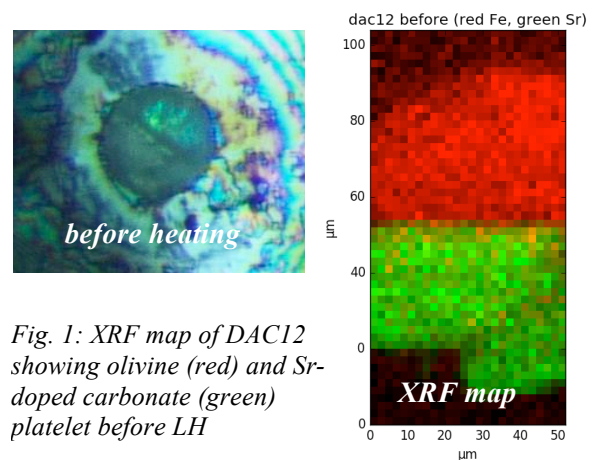 before heating
Fig. 1: XRF map of DAC12
showing olivine (red) and Sr-
doped carbonate (green)
platelet before LH
dac12 before (red Fe, green Sr)
100
80
60
40
0
0
µm
XRF map
0 10 20 30 40 50
µm